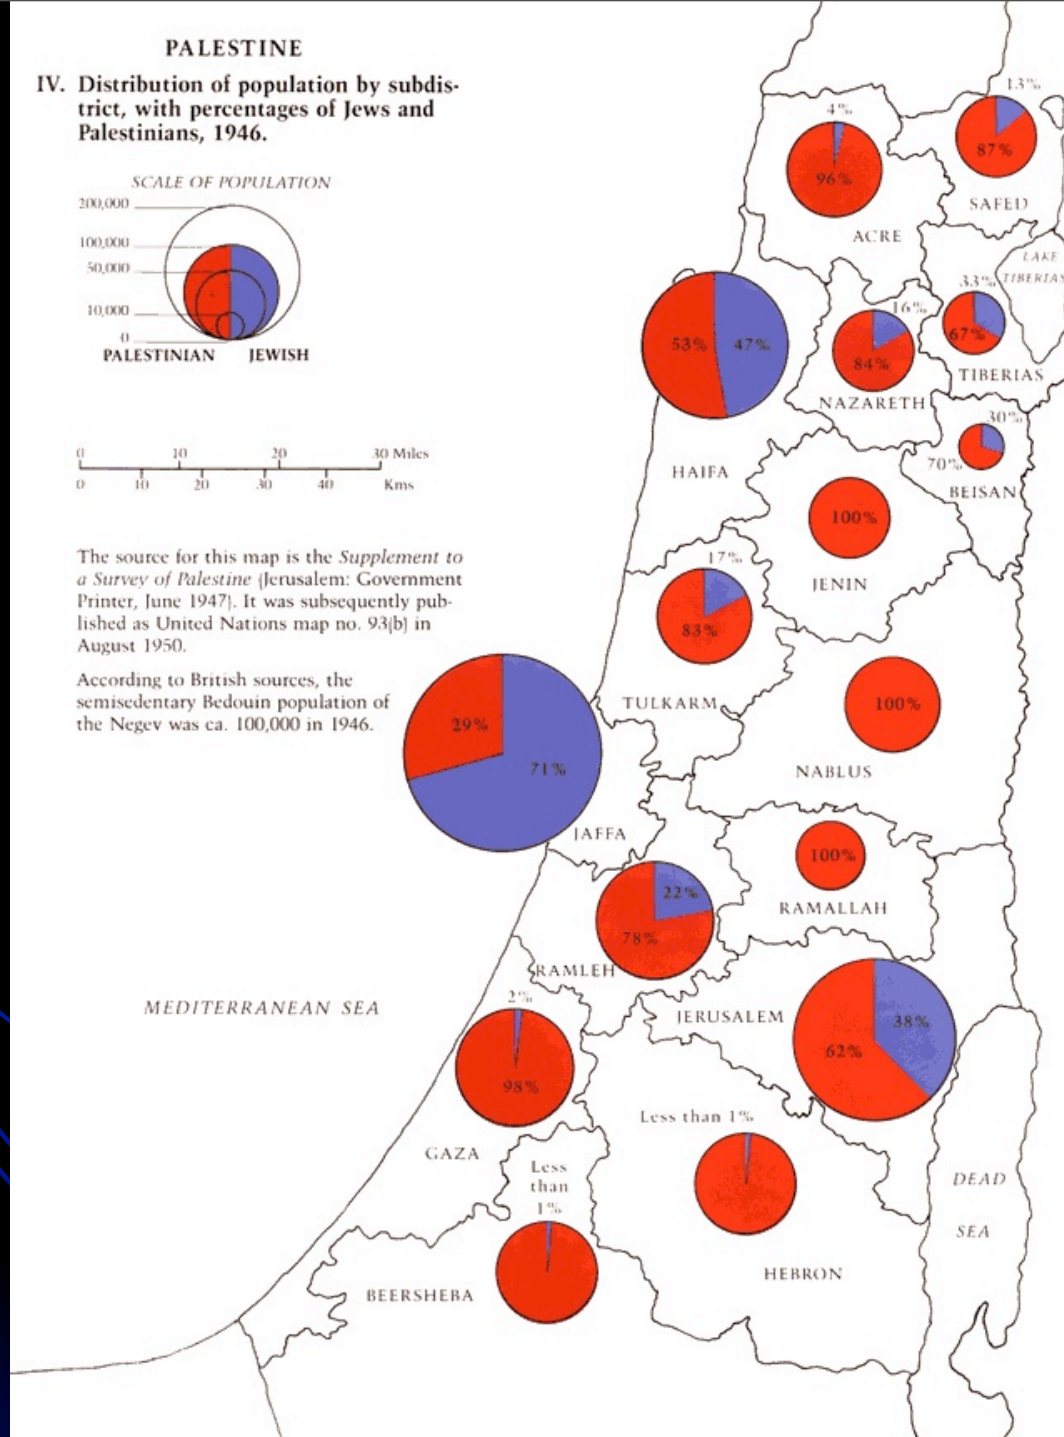 PALESTINE
IV. Distribution of population by subdis-
trict, with percentages of Jews and
Palestinians, 1946.
SCALE OF POPULATION
200,000
100,000
50,000
10,000
0
PALESTINIAN JEWISH
0 10 20 30 Miles
0 10 20 30 40 Kms
The source for this map is the Supplement to
a Survey of Palestine (Jerusalem: Government
Printer, June 1947). It was subsequently pub-
lished as United Nations map no. 93(b) in
August 1950.
According to British sources, the
semisedentary Bedouin population of
the Negev was ca. 100,000 in 1946.
13%
87%
SAFED
4%
96%
ACRE
LAKE
TIBERIAS
33%
67%
TIBERIAS
16%
84%
NAZARETH
53% 47%
HAIFA
30%
70%
BEISAN
100%
JENIN
17%
83%
TULKARM
100%
NABLUS
29%
71%
JAFFA
100%
RAMALLAH
22%
78%
RAMLEH
MEDITERRANEAN SEA
JERUSALEM
38%
62%
2%
98%
GAZA
Less than 1%
HEBRON
Less
than
1%
BEERSHEBA
DEAD
SEA